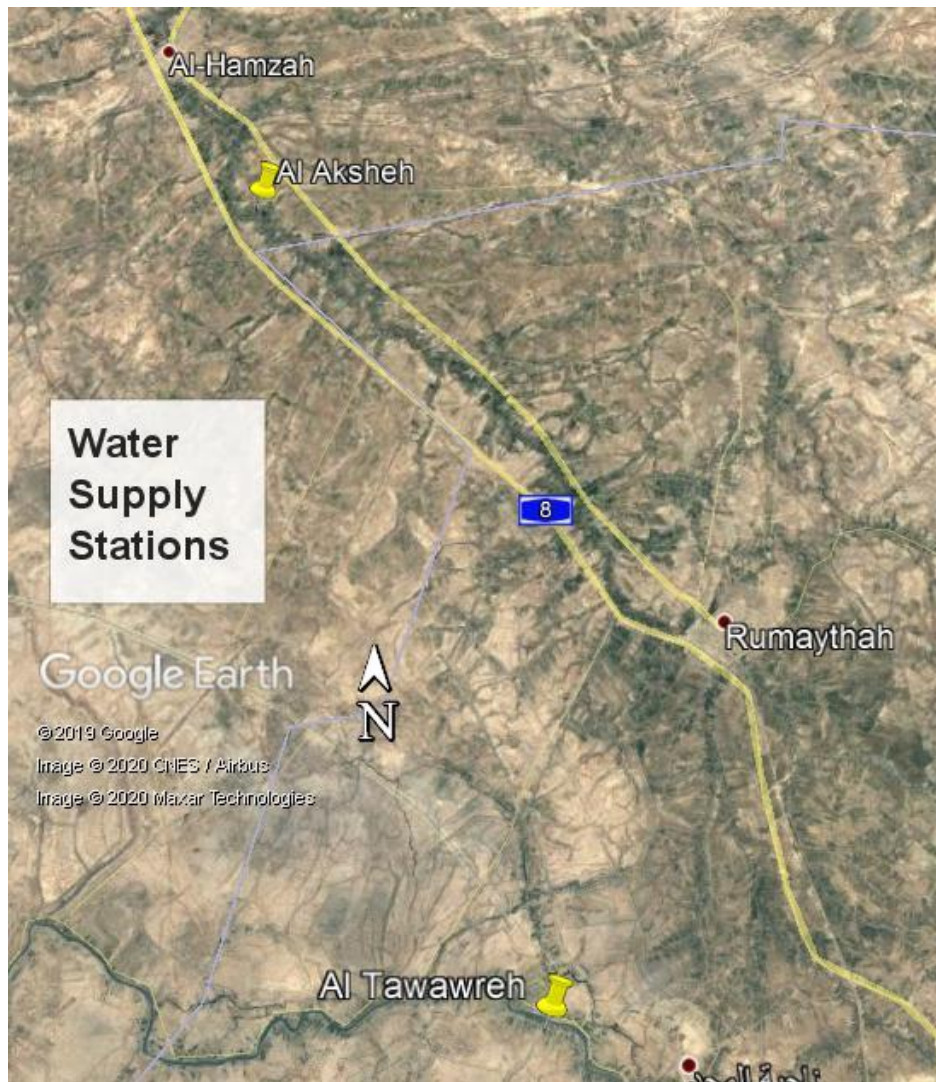 Al-Hamzah
Al Aksheh
Water
Supply
Stations
8
Rumaythah
Google Earth
N
©2019 Google
Image © 2020 CNES / Airbus
Image © 2020 Maxar Technologies
Al Tawawreh